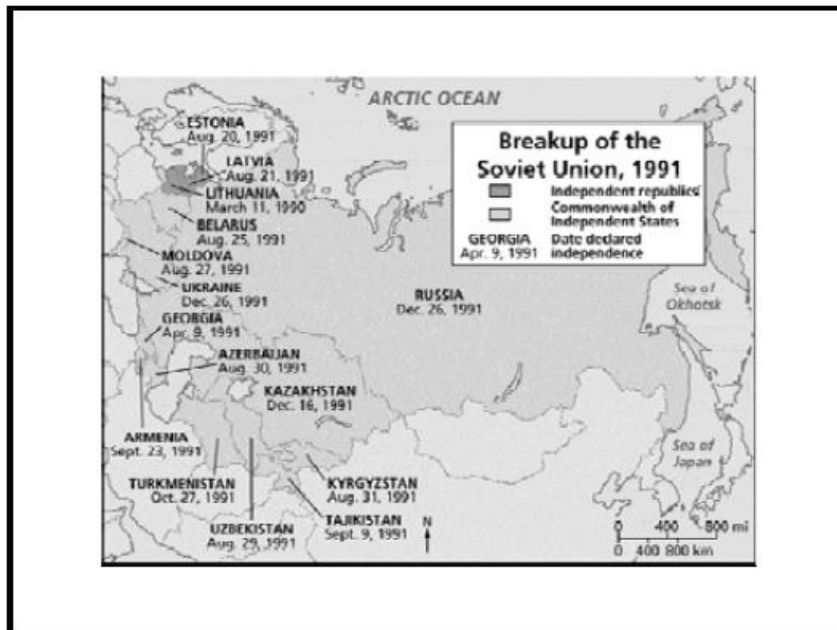 ARCTIC OCEAN
ESTONIA
Aug. 20, 1991
LATVIA
Aug. 21, 1991
LITHUANIA
March 11, 1990
BELARUS
Aug. 25, 1991
MOLDOVA
Aug. 27, 1991
UKRAINE
Dec. 26, 1991
GEORGIA
Apr. 9, 1991
AZERBAIJAN
Aug. 30, 1991
KAZAKHSTAN
Dec. 16, 1991
RUSSIA
Dec. 26, 1991
ARMENIA
Sept. 23, 1991
TURKMENISTAN
Oct. 27, 1991
UZBEKISTAN
Aug. 29, 1991
KYRGYZSTAN
Aug. 31, 1991
TAJIKISTAN
Sept. 9, 1991
Breakup of the
Soviet Union, 1991
Independent republics
Commonwealth of
Independent States
GEORGIA Date declared
Apr. 9, 1991 independence
Sea of
Okhotsk
Sea of
Japan
N
0 400 800 mi
0 400 800 km